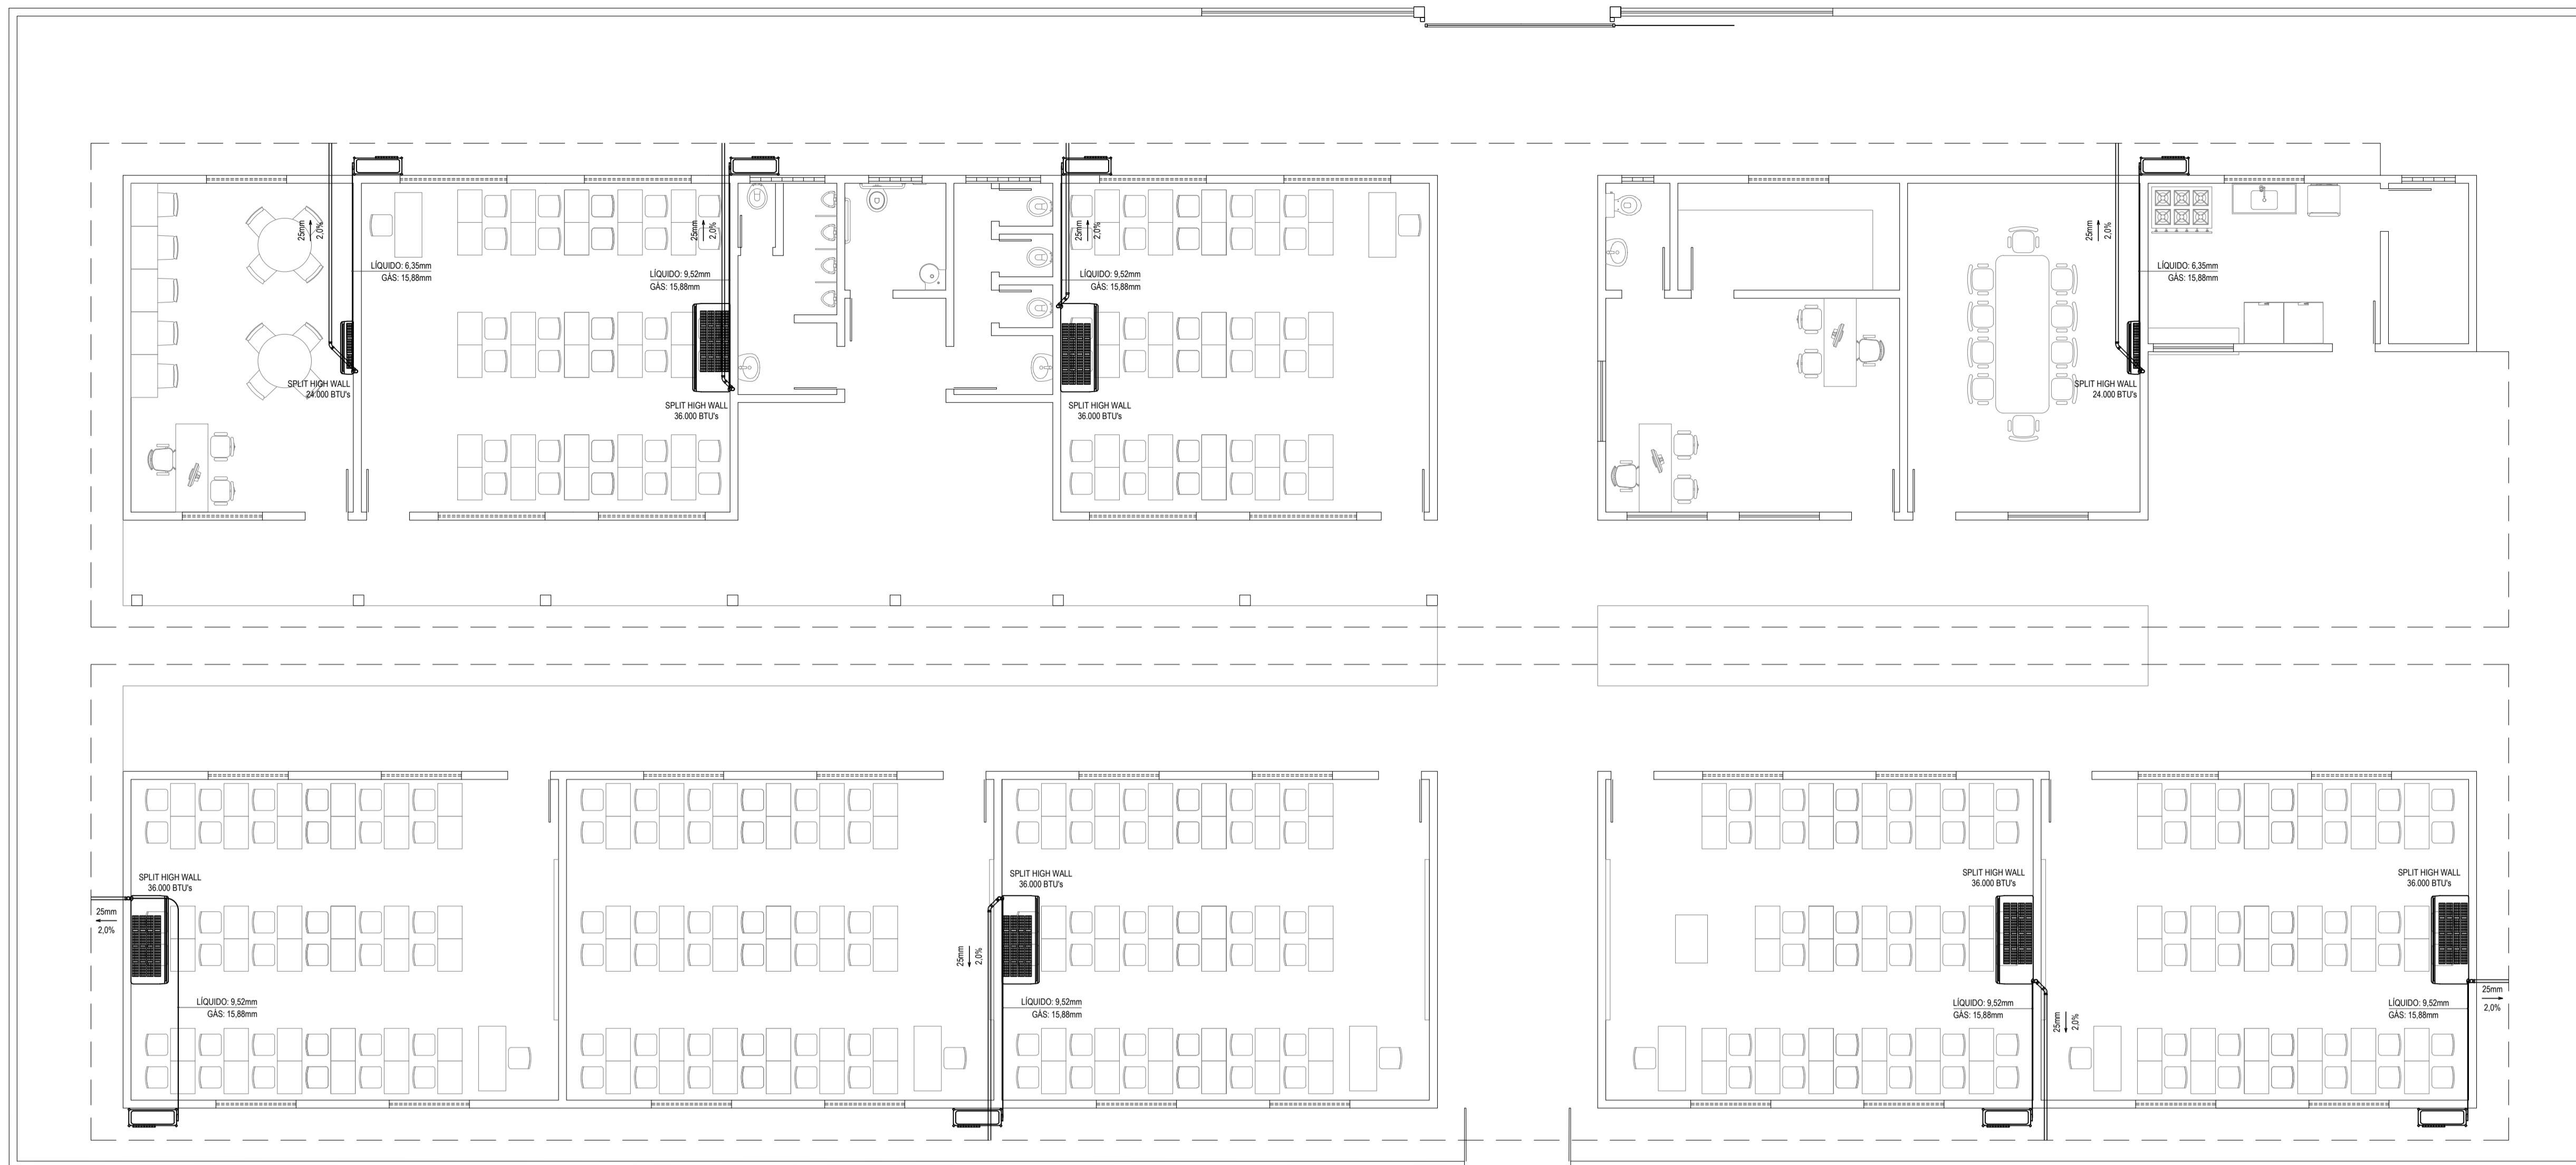 25mm
2,0%
LÍQUIDO: 6,35mm
GÁS: 15,88mm
SPLIT HIGH WALL
24.000 BTU's
25mm
2,0%
LÍQUIDO: 9,52mm
GÁS: 15,88mm
SPLIT HIGH WALL
36.000 BTU's
25mm
2,0%
LÍQUIDO: 9,52mm
GÁS: 15,88mm
SPLIT HIGH WALL
36.000 BTU's
25mm
2,0%
LÍQUIDO: 6,35mm
GÁS: 15,88mm
SPLIT HIGH WALL
24.000 BTU's
SPLIT HIGH WALL
36.000 BTU's
25mm
2,0%
LÍQUIDO: 9,52mm
GÁS: 15,88mm
SPLIT HIGH WALL
36.000 BTU's
25mm
2,0%
LÍQUIDO: 9,52mm
GÁS: 15,88mm
SPLIT HIGH WALL
36.000 BTU's
LÍQUIDO: 9,52mm
GÁS: 15,88mm
25mm
2,0%
SPLIT HIGH WALL
36.000 BTU's
LÍQUIDO: 9,52mm
GÁS: 15,88mm
25mm
2,0%